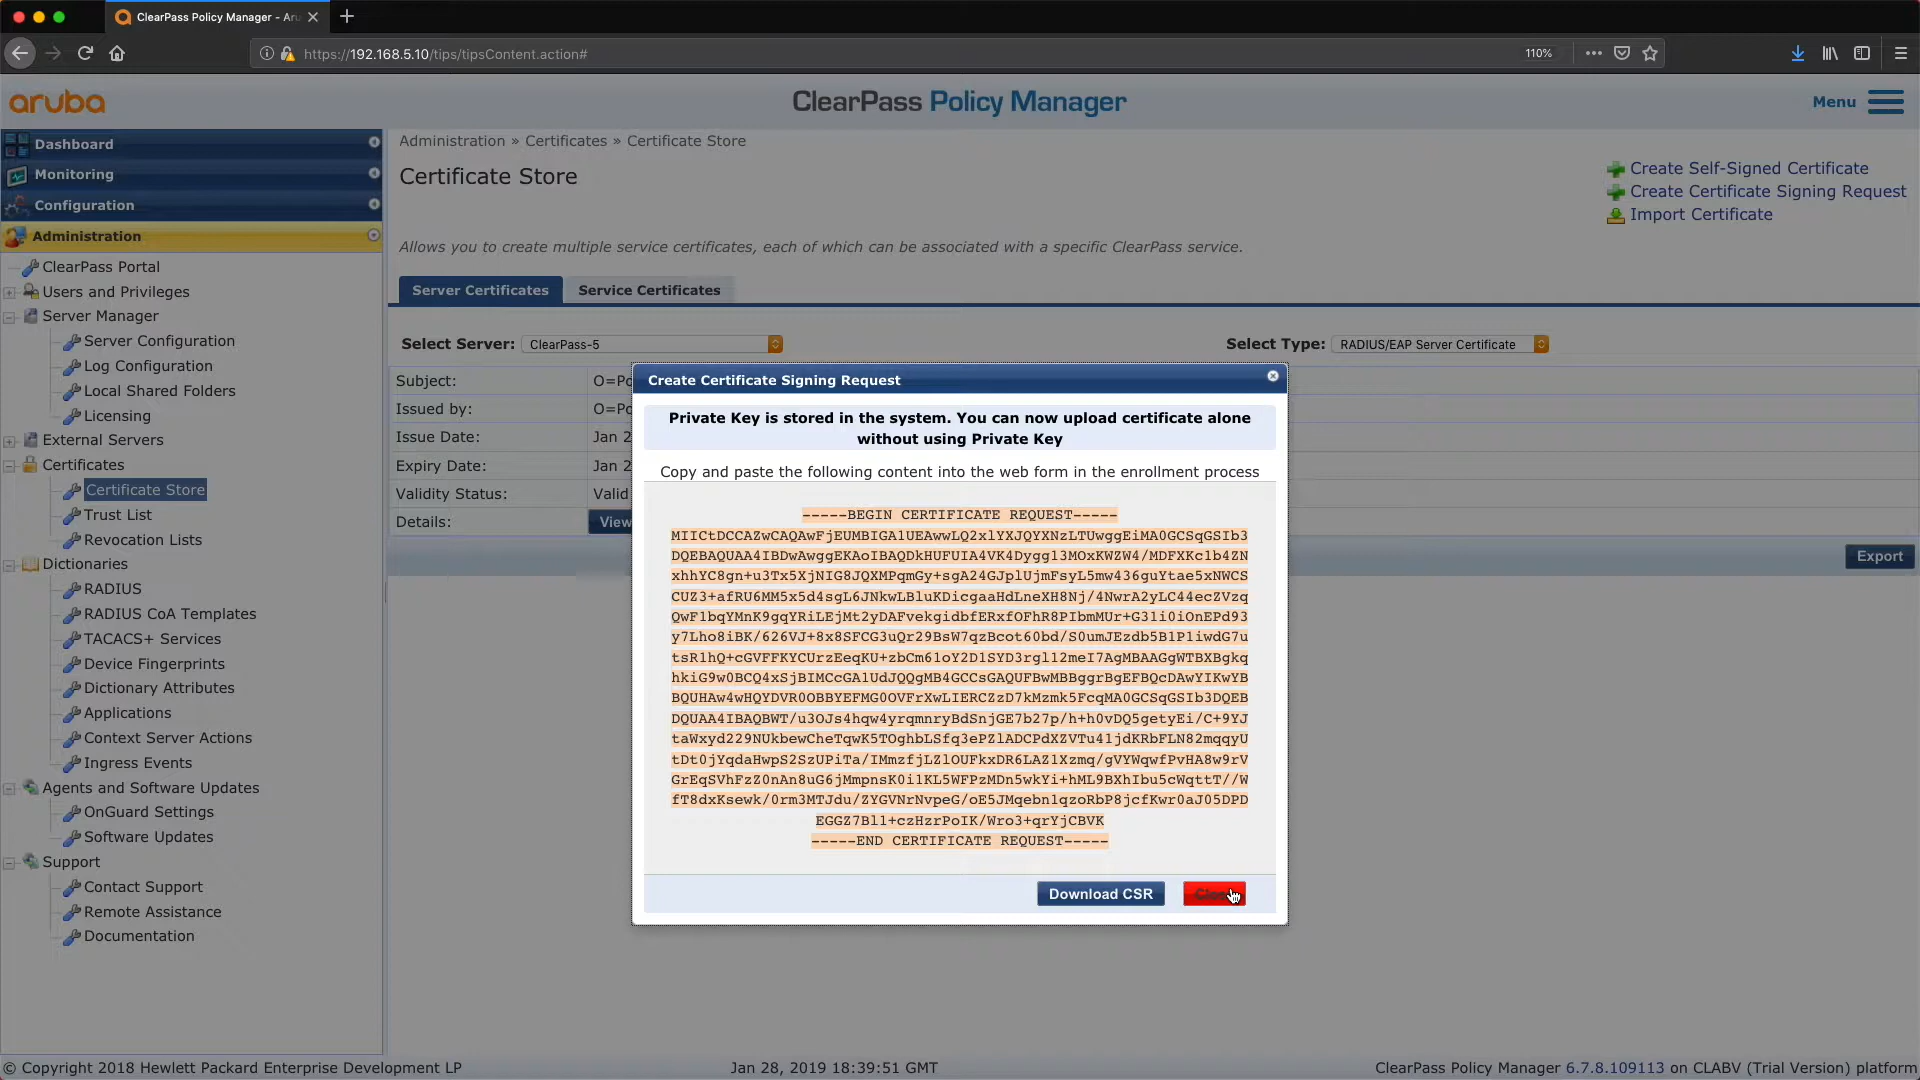 ClearPass Policy Manager - Aru
https://192.168.5.10/tips/tipsContent.action#
110%
aruba
ClearPass Policy Manager
Menu
Dashboard
Monitoring
Configuration
Administration
ClearPass Portal
Users and Privileges
Server Manager
Server Configuration
Log Configuration
Local Shared Folders
Licensing
External Servers
Certificates
Certificate Store
Trust List
Revocation Lists
Dictionaries
RADIUS
RADIUS CoA Templates
TACACS+ Services
Device Fingerprints
Dictionary Attributes
Applications
Context Server Actions
Ingress Events
Agents and Software Updates
OnGuard Settings
Software Updates
Support
Contact Support
Remote Assistance
Documentation
Administration » Certificates » Certificate Store
Certificate Store
Create Self-Signed Certificate
Create Certificate Signing Request
Import Certificate
Allows you to create multiple service certificates, each of which can be associated with a specific ClearPass service.
Server Certificates
Service Certificates
Select Server: ClearPass-5
Select Type: RADIUS/EAP Server Certificate
Subject:
Issued by:
Issue Date: Jan 2
Expiry Date: Jan 2
Validity Status: Valid
Details: View
Export
Create Certificate Signing Request
Private Key is stored in the system. You can now upload certificate alone
without using Private Key
Copy and paste the following content into the web form in the enrollment process
-----BEGIN CERTIFICATE REQUEST-----
MIICtDCCAZwCAQAwFjEUMBIGA1UEAwwLQ2xlYXJQYXNzLTUwggEiMA0GCSqGSIb3
DQEBAQUAA4IBDwAwggEKAoIBAQDkHUFUIA4VK4Dyggl3MOxKWZW4/MDFXKc1b4ZN
xhhYC8gn+u3Tx5XjNIG8JQXMPqmGy+sgA24GJplUjmFsyL5mw436guYtae5xNWCS
CUZ3+afRU6MM5x5d4sgL6JNkwLBluKDicgaaHdLneXH8Nj/4NwrA2yLC44ecZVzq
QwF1bqYMnK9gqYRiLEjMt2yDAFvekgidbfERxfOFhR8PIbmMUr+G31i0iOnEPd93
y7Lho8iBK/626VJ+8x8SFCG3uQr29BsW7qzBcot60bd/S0umJEzdb5B1P1iwdG7u
tsR1hQ+cGVFFKYCUrzEeqKU+zbCm61oY2D1SYD3rgl12meI7AgMBAAGgWTBXBgkq
hkiG9w0BCQ4xSjBIMCcGA1UdJQQgMB4GCCsGAQUFBwMBBggrBgEFBQcDAwYIKwYB
BQUHAw4wHQYDVR0OBBYEFMG0OVFrXwLIERCZzD7kMzmk5FcqMA0GCSqGSIb3DQEB
DQUAA4IBAQBWT/u3OJs4hqw4yrqmnryBdSnjGE7b27p/h+h0vDQ5getyEi/C+9YJ
taWxyd229NUkbewCheTqwK5TOghbLSfq3ePZlADCPdXZVTu41jdKRbFLN82mqqyU
tDt0jYqdaHwpS2SzUPiTa/IMmzfjLZlOUFkxDR6LAZ1Xzmq/gVYWqwfPvHA8w9rV
GrEqSVhFzZ0nAn8uG6jMmpnsK0i1KL5WFPzMDn5wkYi+hML9BXhIbu5cWqttT//W
fT8dxKsewk/0rm3MTJdu/ZYGVNrNvpeG/oE5JMqebn1qzoRbP8jcfKwr0aJ05DPD
EGGZ7Bl1+czHzrPoIK/Wro3+qrYjCBVK
-----END CERTIFICATE REQUEST-----
Download CSR
© Copyright 2018 Hewlett Packard Enterprise Development LP
Jan 28, 2019 18:39:51 GMT
ClearPass Policy Manager 6.7.8.109113 on CLABV (Trial Version) platform